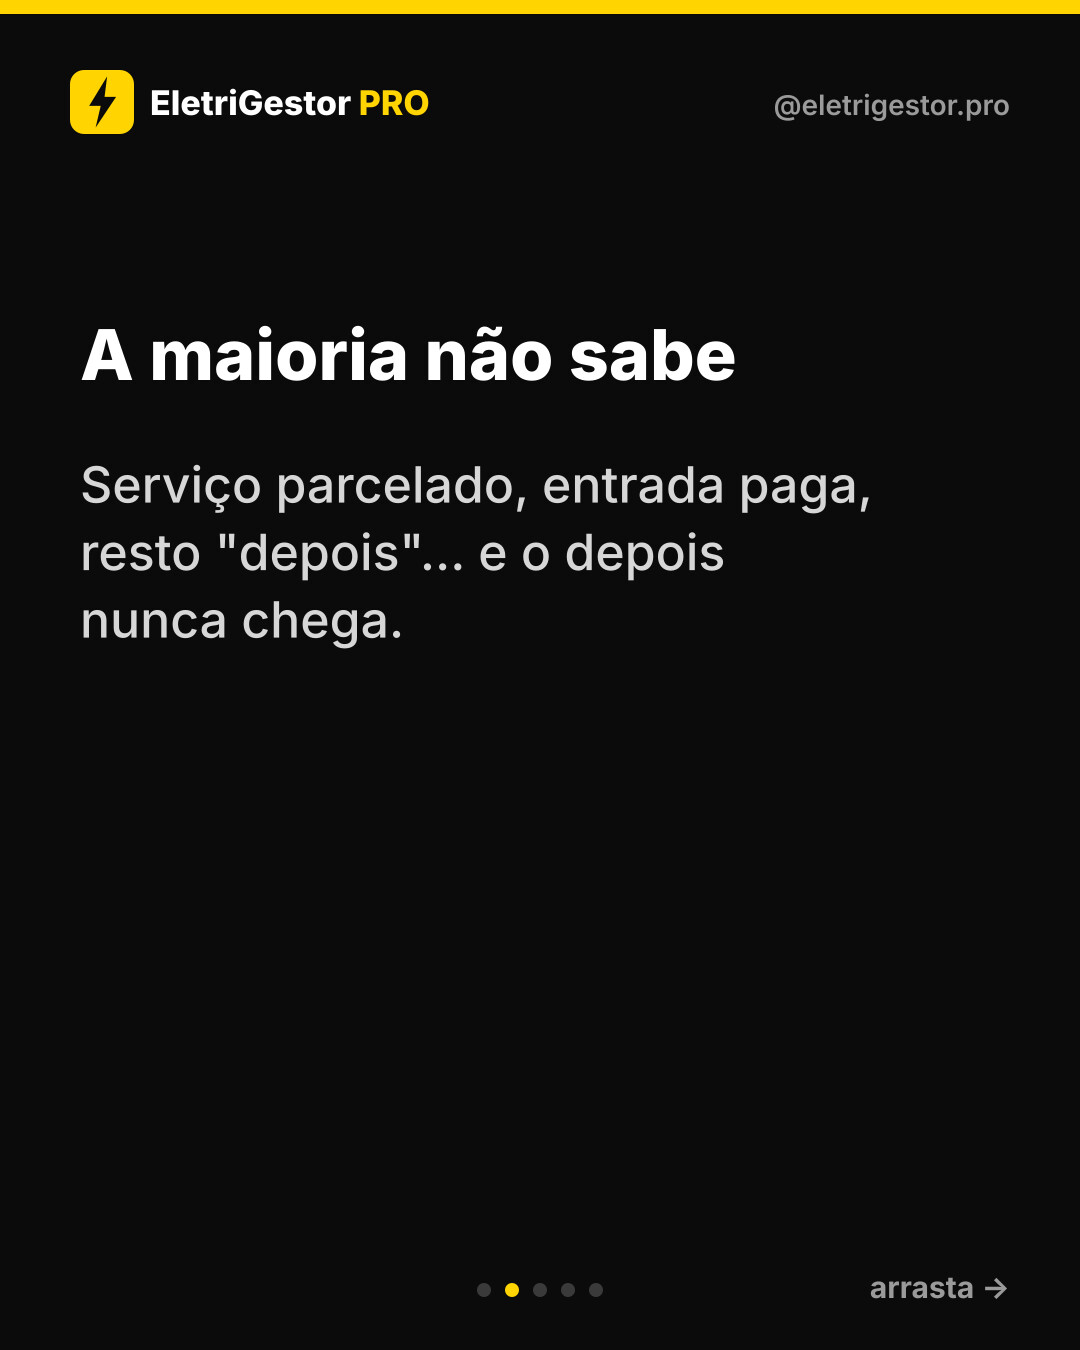 EletriGestor PRO
@eletrigestor.pro
A maioria não sabe
Serviço parcelado, entrada paga,
resto "depois"... e o depois
nunca chega.
arrasta →